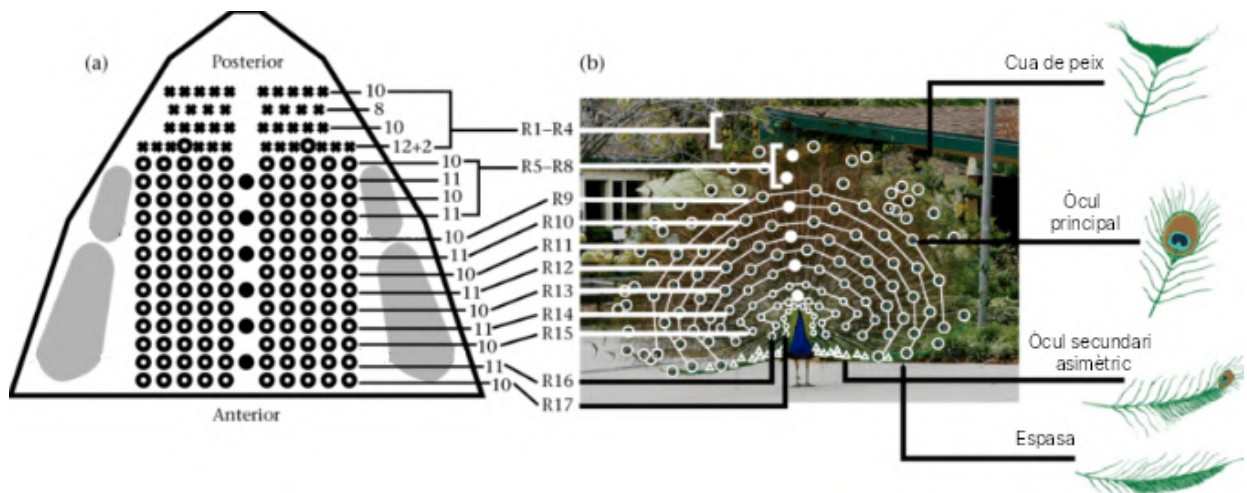 (a)
Posterior
10
8
10
12+2
10
11
10
11
10
11
10
11
10
11
10
11
10
Anterior
R1–R4
R5–R8
R9
R10
R11
R12
R13
R14
R15
R16
R17
(b)
Cua de peix
Òcul
principal
Òcul secundari
asimètric
Espasa